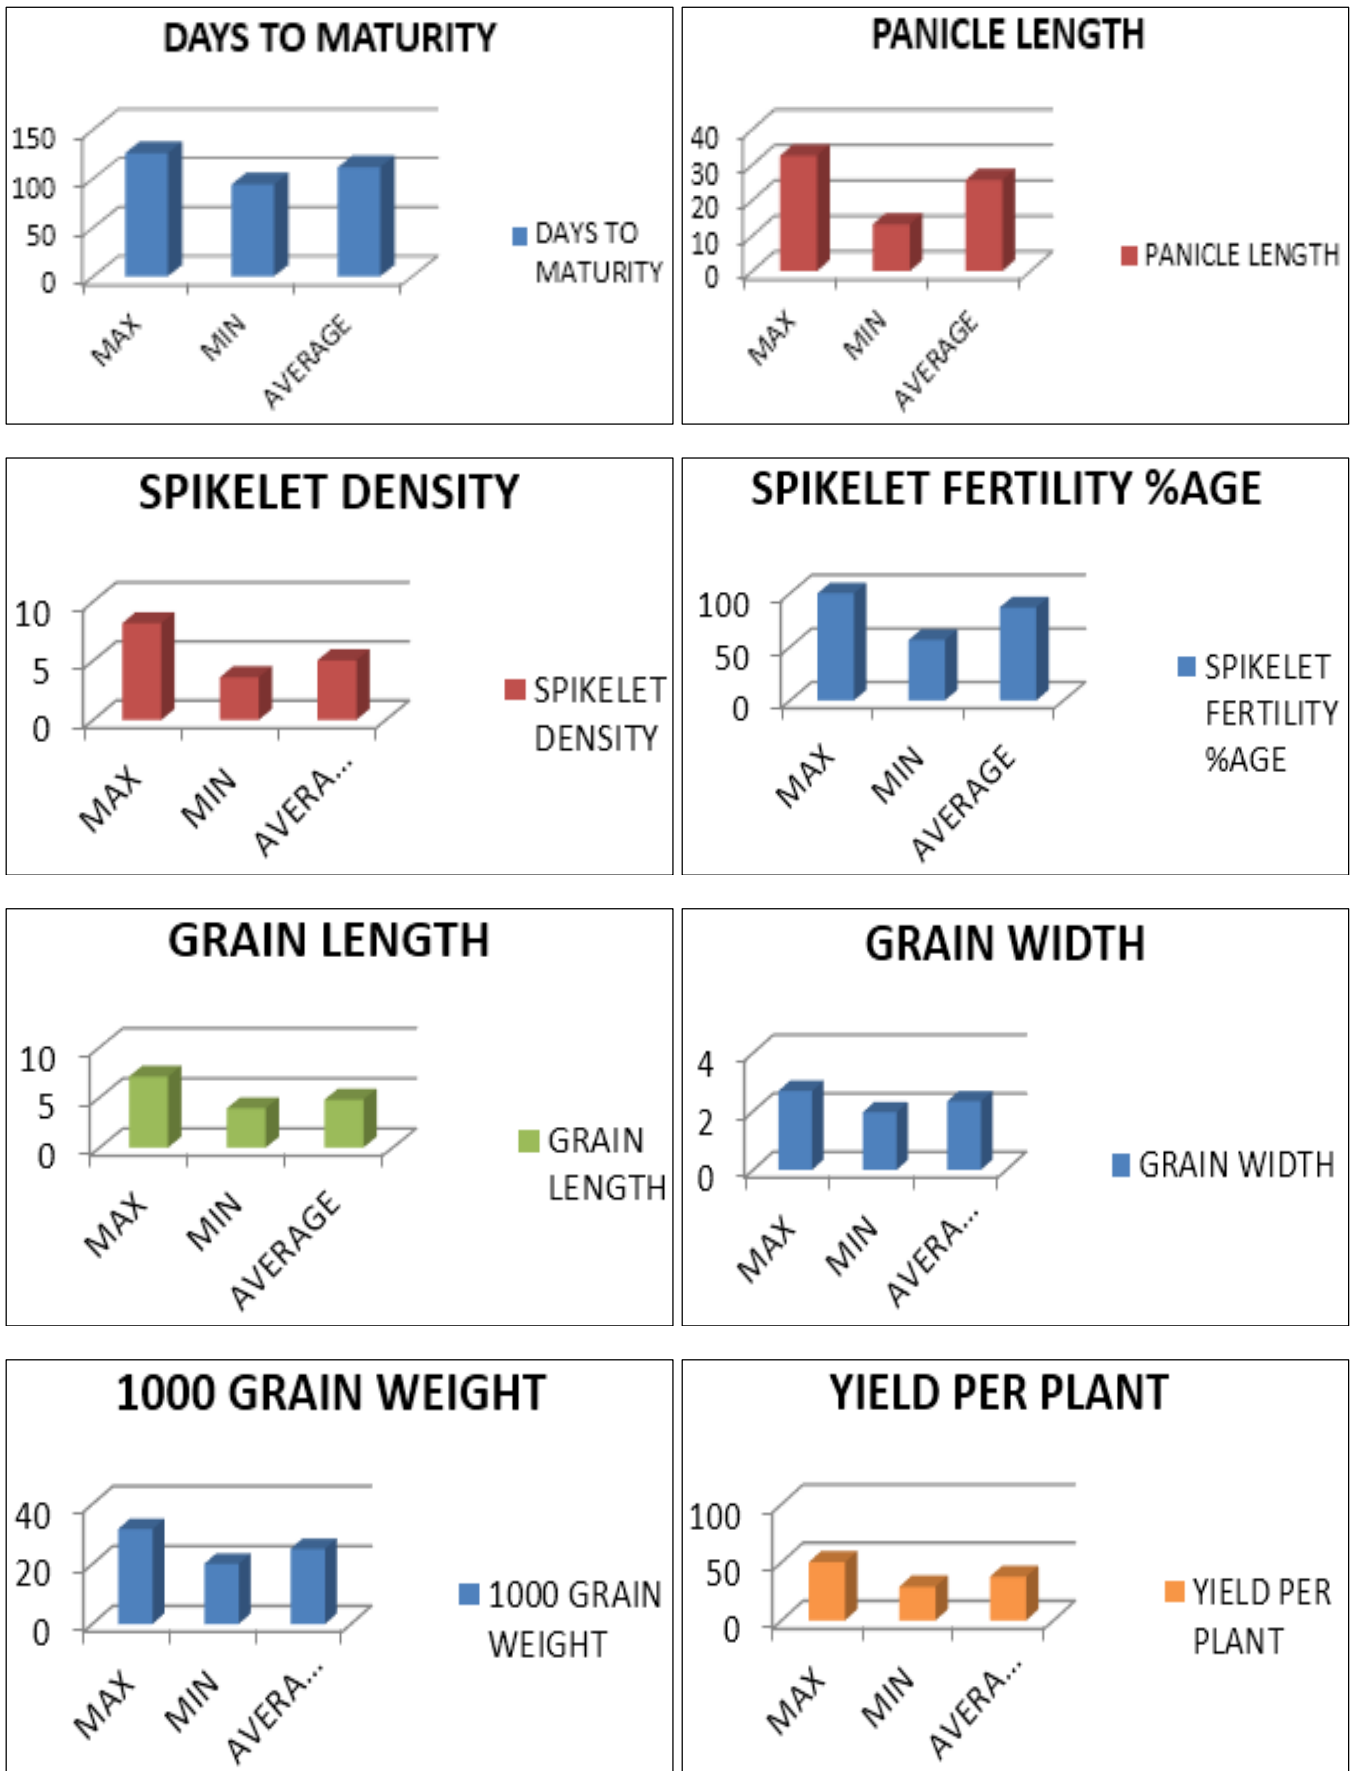 DAYS TO MATURITY
150
100
50
0
MAX
MIN
AVERAGE
DAYS TO
MATURITY
PANICLE LENGTH
40
30
20
10
0
MAX
MIN
AVERAGE
PANICLE LENGTH
SPIKELET DENSITY
10
5
0
MAX
MIN
AVERA...
SPIKELET
DENSITY
SPIKELET FERTILITY %AGE
100
50
0
MAX
MIN
AVERAGE
SPIKELET
FERTILITY
%AGE
GRAIN LENGTH
10
5
0
MAX
MIN
AVERAGE
GRAIN
LENGTH
GRAIN WIDTH
4
2
0
MAX
MIN
AVERA...
GRAIN WIDTH
1000 GRAIN WEIGHT
40
20
0
MAX
MIN
AVERA...
1000 GRAIN
WEIGHT
YIELD PER PLANT
100
50
0
MAX
MIN
AVERA...
YIELD PER
PLANT